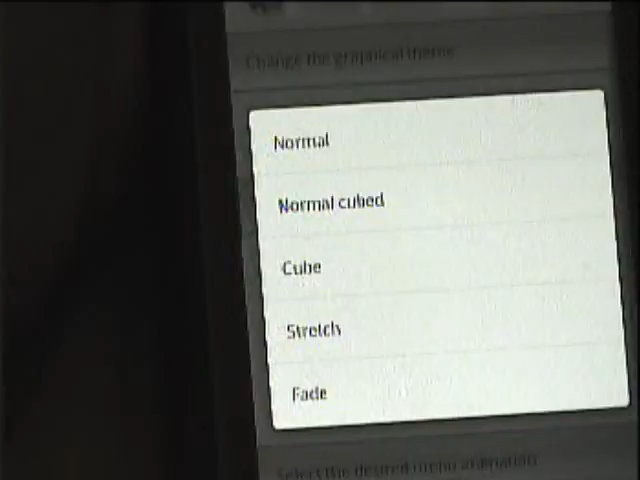 Change the graphical theme
Normal
Normal cubed
Cube
Stretch
Fade
Select the desired menu animation